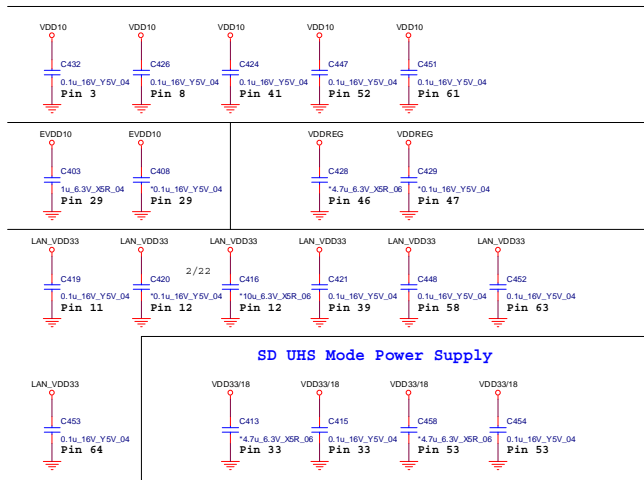 VDD10 VDD10 VDD10 VDD10 VDD10
C432 C426 C424 C447 C451
0.1u_16V_Y5V_04 0.1u_16V_Y5V_04 0.1u_16V_Y5V_04 0.1u_16V_Y5V_04 0.1u_16V_Y5V_04
Pin 3 Pin 8 Pin 41 Pin 52 Pin 61
EVDD10 EVDD10 VDDREG VDDREG
C403 C408 C428 C429
1u_6.3V_X5R_04 *0.1u_16V_Y5V_04 *4.7u_6.3V_X5R_06 *0.1u_16V_Y5V_04
Pin 29 Pin 29 Pin 46 Pin 47
LAN_VDD33 LAN_VDD33 LAN_VDD33 LAN_VDD33 LAN_VDD33 LAN_VDD33
2/22
C419 C420 C416 C421 C448 C452
0.1u_16V_Y5V_04 *0.1u_16V_Y5V_04 *10u_6.3V_X5R_06 0.1u_16V_Y5V_04 0.1u_16V_Y5V_04 0.1u_16V_Y5V_04
Pin 11 Pin 12 Pin 12 Pin 39 Pin 58 Pin 63
SD UHS Mode Power Supply
LAN_VDD33 VDD33/18 VDD33/18 VDD33/18 VDD33/18
C453 C413 C415 C458 C454
0.1u_16V_Y5V_04 *4.7u_6.3V_X5R_06 0.1u_16V_Y5V_04 *4.7u_6.3V_X5R_06 0.1u_16V_Y5V_04
Pin 64 Pin 33 Pin 33 Pin 53 Pin 53